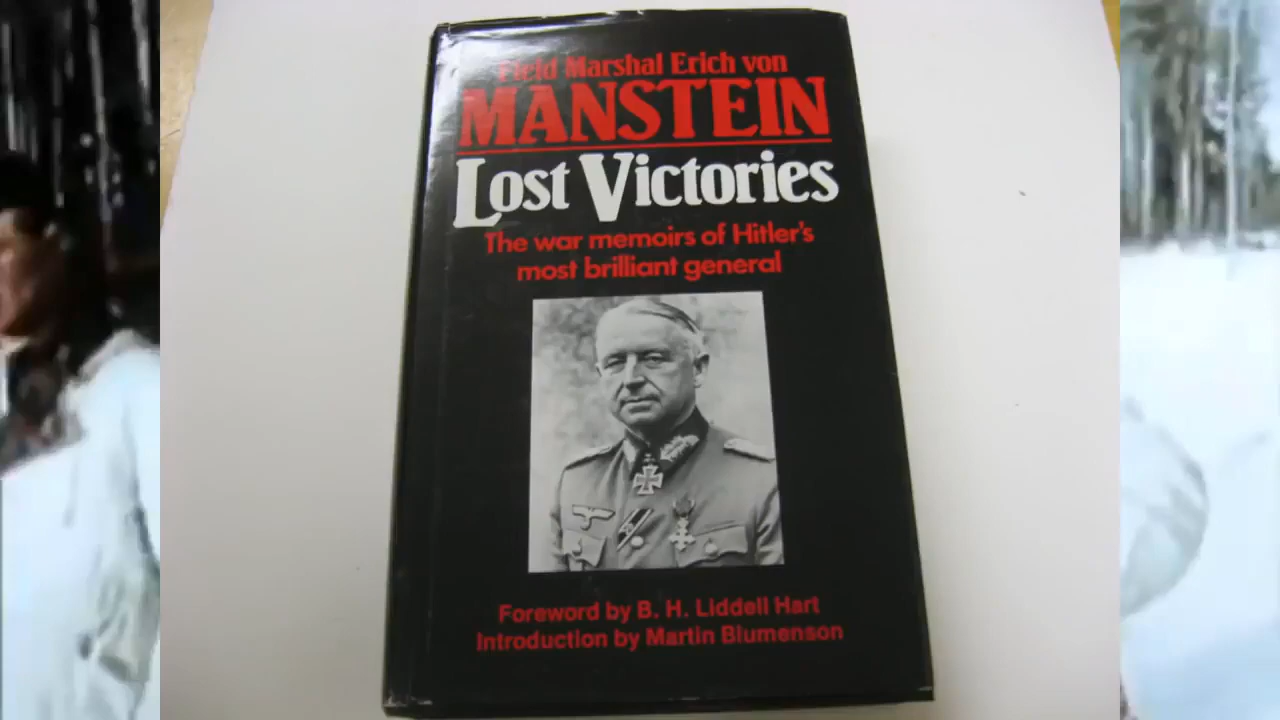 Field Marshal Erich von
MANSTEIN
Lost Victories
The war memoirs of Hitler's
most brilliant general
Foreword by B. H. Liddell Hart
Introduction by Martin Blumenson